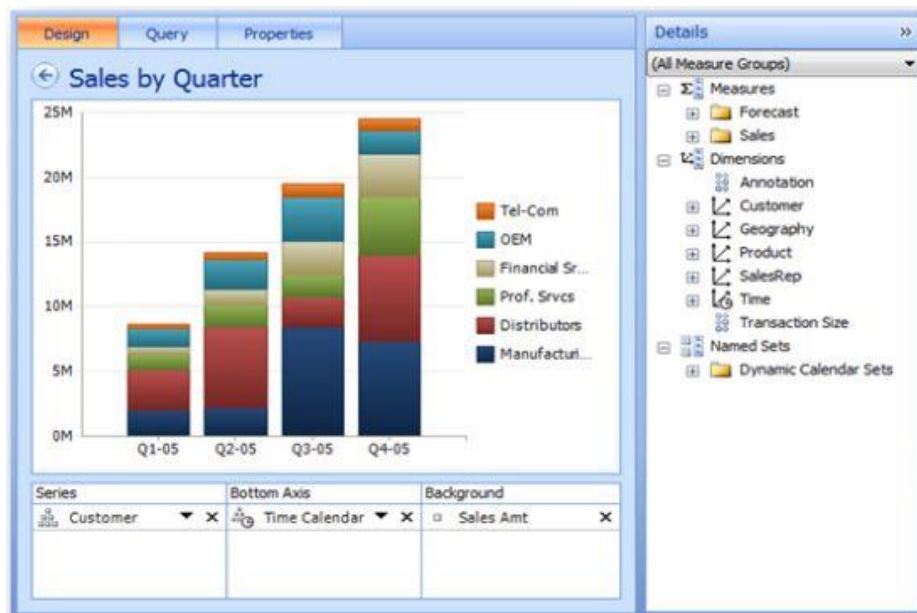 Design Query Properties
Sales by Quarter
25M
20M
15M
10M
5M
0M
Q1-05 Q2-05 Q3-05 Q4-05
Tel-Com
OEM
Financial Sr...
Prof. Srvcs
Distributors
Manufacturi...
Series Bottom Axis Background
Customer Time Calendar Sales Amt
Details
(All Measure Groups)
Measures
Forecast
Sales
Dimensions
Annotation
Customer
Geography
Product
SalesRep
Time
Transaction Size
Named Sets
Dynamic Calendar Sets